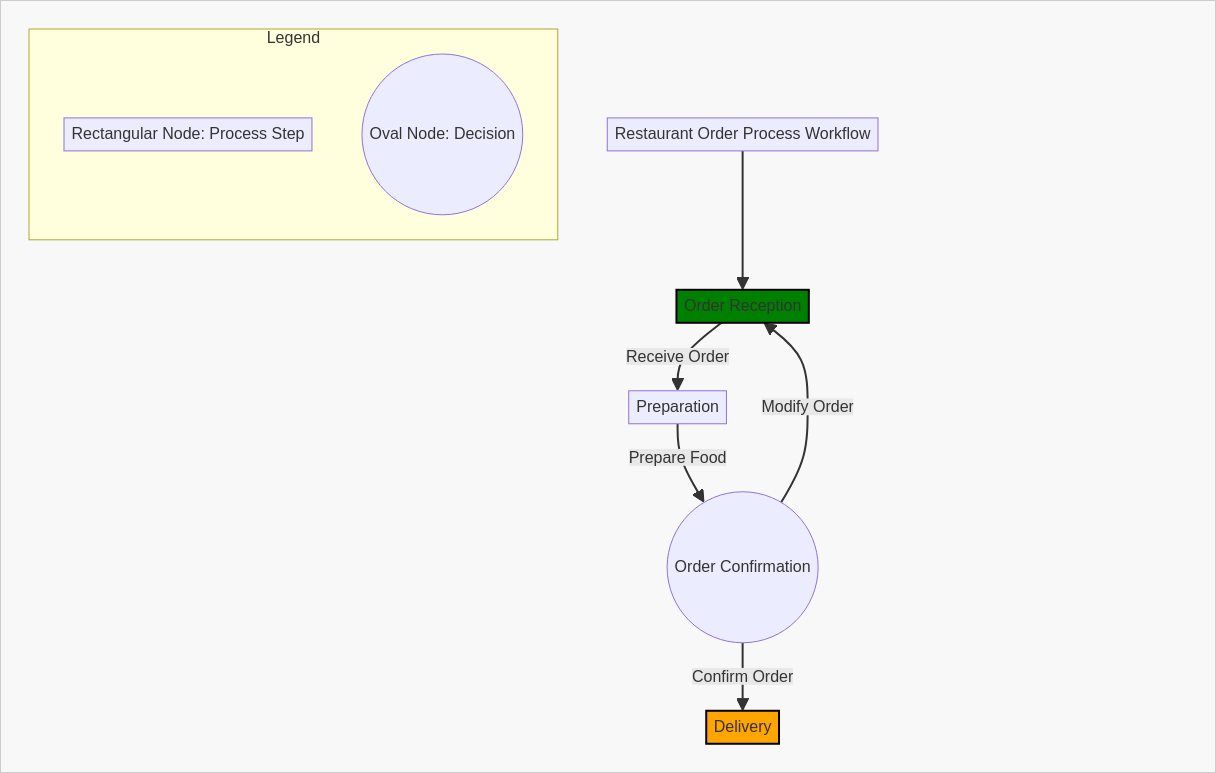 Legend
Rectangular Node: Process Step
Oval Node: Decision
Restaurant Order Process Workflow
Order Reception
Receive Order
Preparation
Modify Order
Prepare Food
Order Confirmation
Confirm Order
Delivery